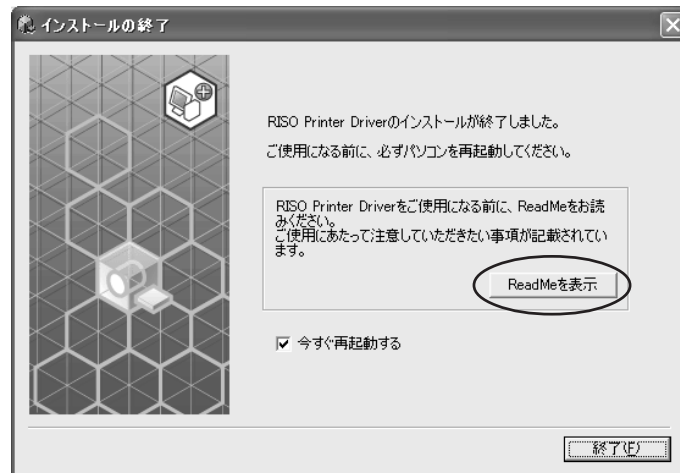 インストールの終了
RISO Printer Driverのインストールが終了しました。
ご使用になる前に、必ずパソコンを再起動してください。
RISO Printer Driverをご使用になる前に、ReadMeをお読
みください。
ご使用にあたって注意していただきたい事項が記載されてい
ます。
ReadMeを表示
今すぐ再起動する
終了(F)